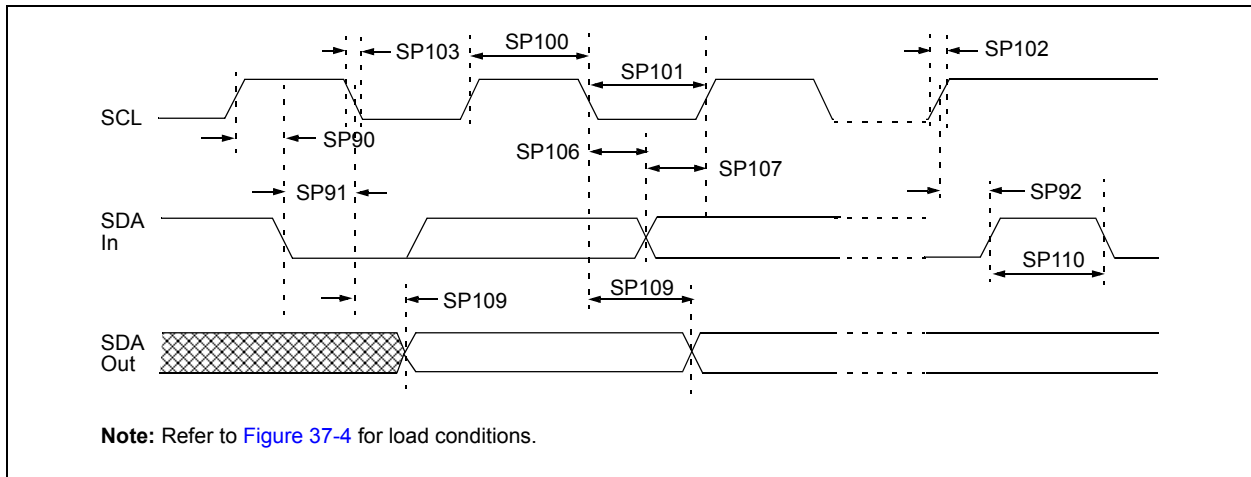 SP103
SP100
SP102
SP101
SCL
SP90
SP106
SP107
SP91
SP92
SDA
In
SP110
SP109
SP109
SDA
Out
Note: Refer to Figure 37-4 for load conditions.